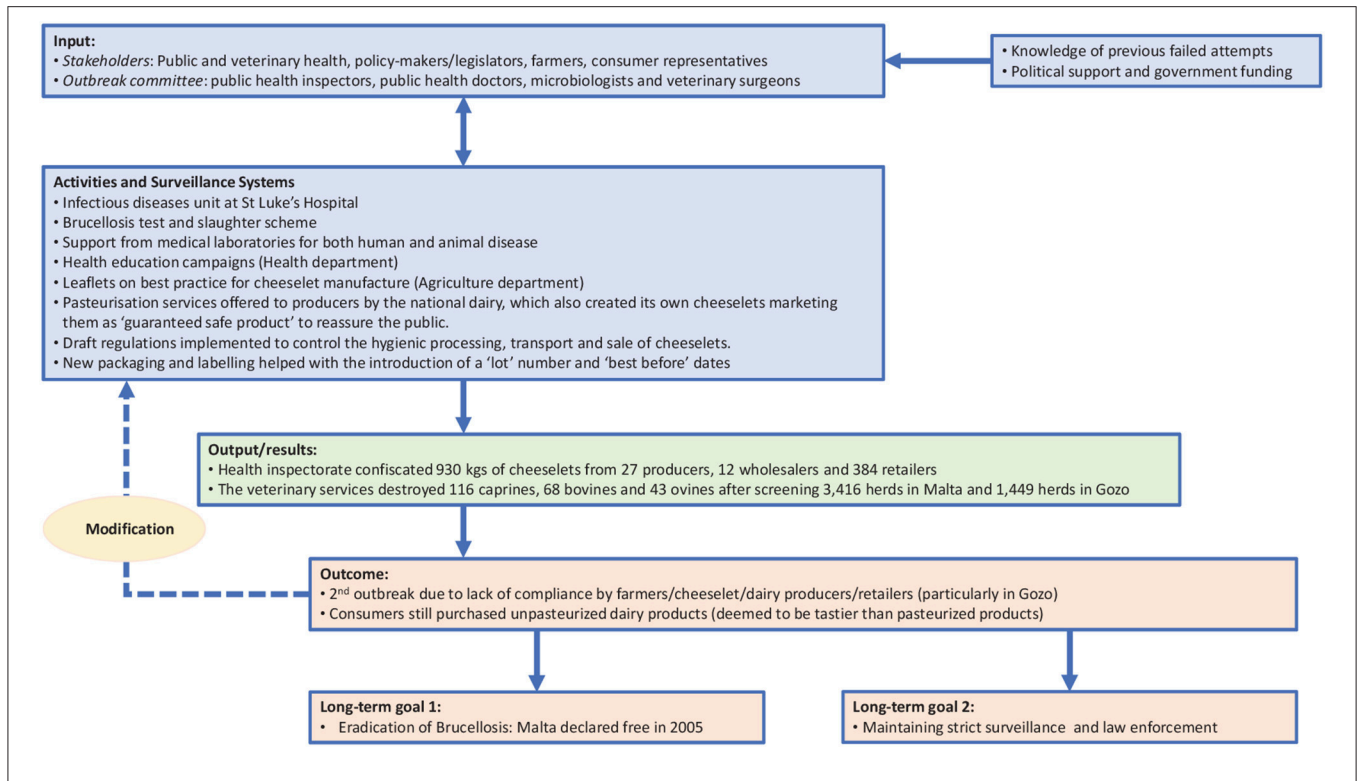 Input:
• Stakeholders: Public and veterinary health, policy-makers/legislators, farmers, consumer representatives
• Outbreak committee: public health inspectors, public health doctors, microbiologists and veterinary surgeons
• Knowledge of previous failed attempts
• Political support and government funding
Activities and Surveillance Systems
• Infectious diseases unit at St Luke's Hospital
• Brucellosis test and slaughter scheme
• Support from medical laboratories for both human and animal disease
• Health education campaigns (Health department)
• Leaflets on best practice for cheeselet manufacture (Agriculture department)
• Pasteurisation services offered to producers by the national dairy, which also created its own cheeselets marketing
them as 'guaranteed safe product' to reassure the public.
• Draft regulations implemented to control the hygienic processing, transport and sale of cheeselets.
• New packaging and labelling helped with the introduction of a 'lot' number and 'best before' dates
Output/results:
• Health inspectorate confiscated 930 kgs of cheeselets from 27 producers, 12 wholesalers and 384 retailers
• The veterinary services destroyed 116 caprines, 68 bovines and 43 ovines after screening 3,416 herds in Malta and 1,449 herds in Gozo
Modification
Outcome:
• 2nd outbreak due to lack of compliance by farmers/cheeselet/dairy producers/retailers (particularly in Gozo)
• Consumers still purchased unpasteurized dairy products (deemed to be tastier than pasteurized products)
Long-term goal 1:
• Eradication of Brucellosis: Malta declared free in 2005
Long-term goal 2:
• Maintaining strict surveillance and law enforcement